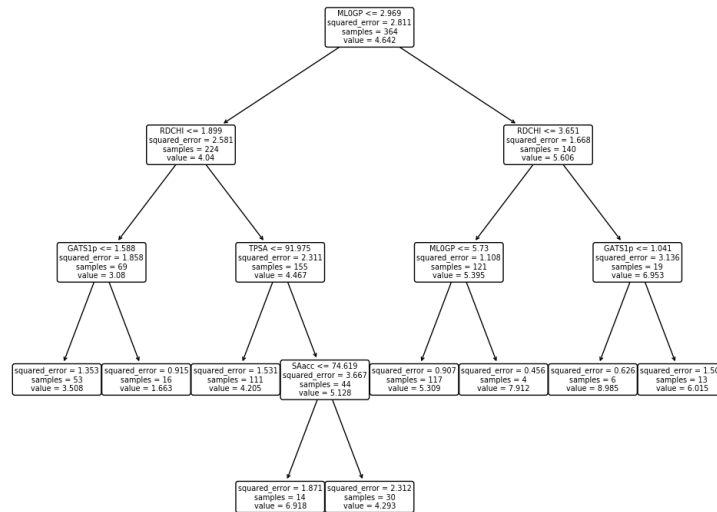 ML0GP <= 2.969
squared_error = 2.811
samples = 364
value = 4.642
RDCHI <= 1.899
squared_error = 2.581
samples = 224
value = 4.04
RDCHI <= 3.651
squared_error = 1.668
samples = 140
value = 5.606
GATS1p <= 1.588
squared_error = 1.858
samples = 69
value = 3.08
TPSA <= 91.975
squared_error = 2.311
samples = 155
value = 4.467
ML0GP <= 5.73
squared_error = 1.108
samples = 121
value = 5.395
GATS1p <= 1.041
squared_error = 3.136
samples = 19
value = 6.953
squared_error = 1.353
samples = 53
value = 3.508
squared_error = 0.915
samples = 16
value = 1.663
squared_error = 1.531
samples = 111
value = 4.205
SAacc <= 74.619
squared_error = 3.667
samples = 44
value = 5.128
squared_error = 0.907
samples = 117
value = 5.309
squared_error = 0.456
samples = 4
value = 7.912
squared_error = 0.626
samples = 6
value = 8.985
squared_error =
samples = 13
value = 6.015
squared_error = 1.871
samples = 14
value = 6.918
squared_error = 2.312
samples = 30
value = 4.293